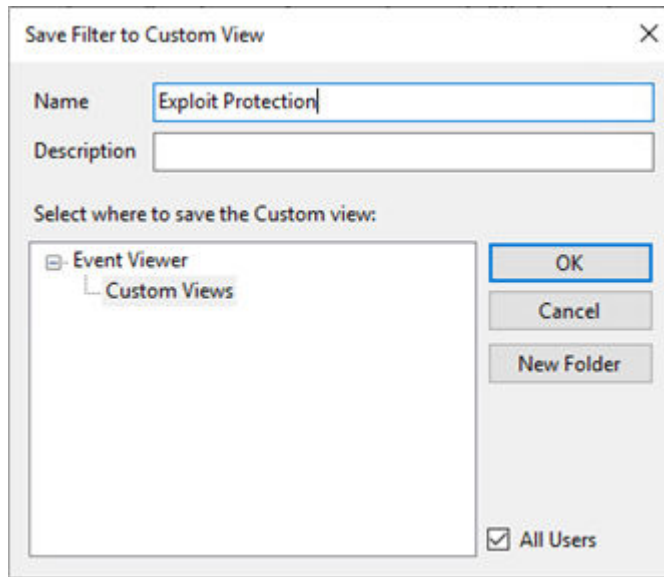 Save Filter to Custom View
Name
Exploit Protection
Description
Select where to save the Custom view:
Event Viewer
Custom Views
OK
Cancel
New Folder
All Users